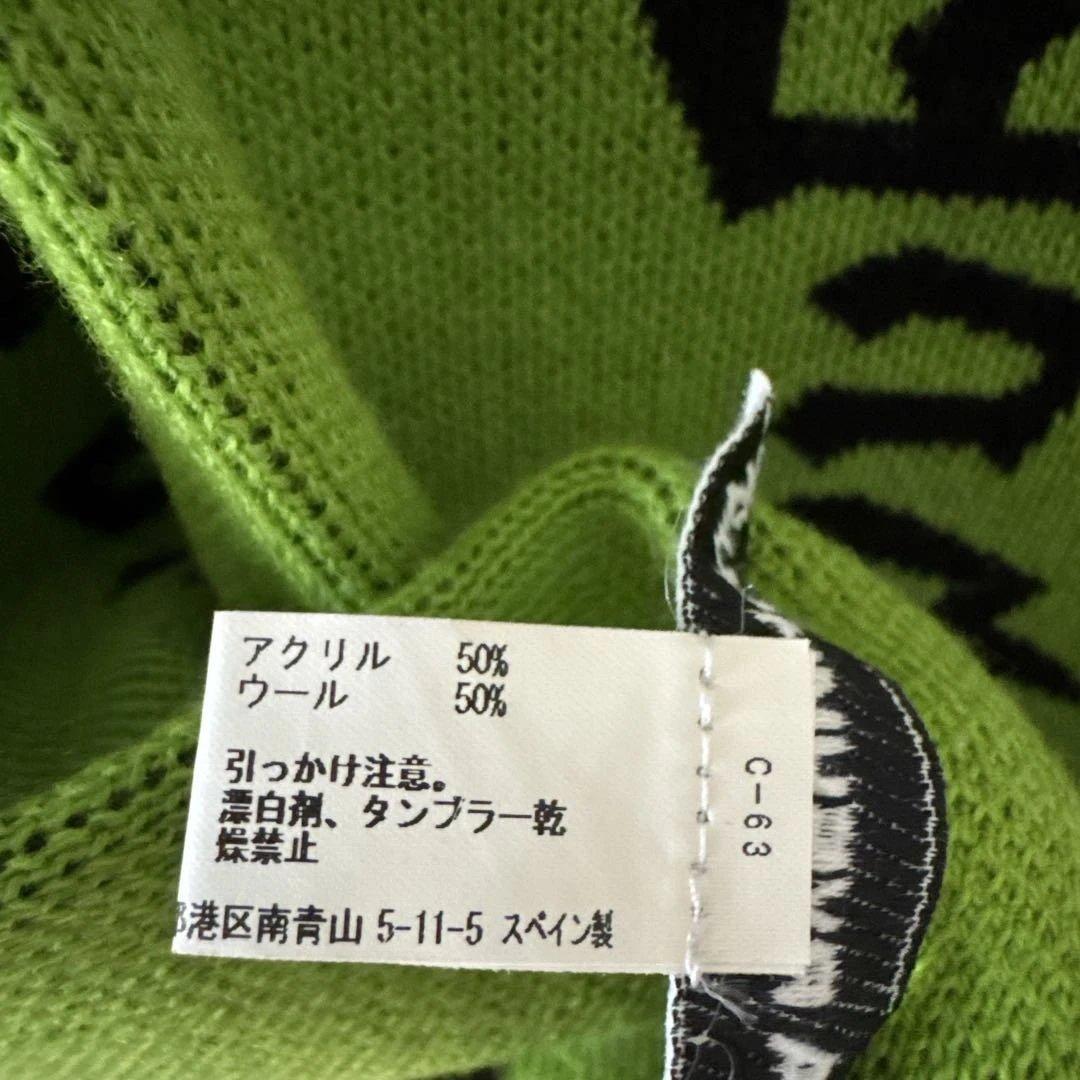 アクリル 50%
ウール 50%
引っかけ注意。
漂白剤、タンブラー乾
燥禁止
港区南青山 5-11-5 スペイン製
C-63